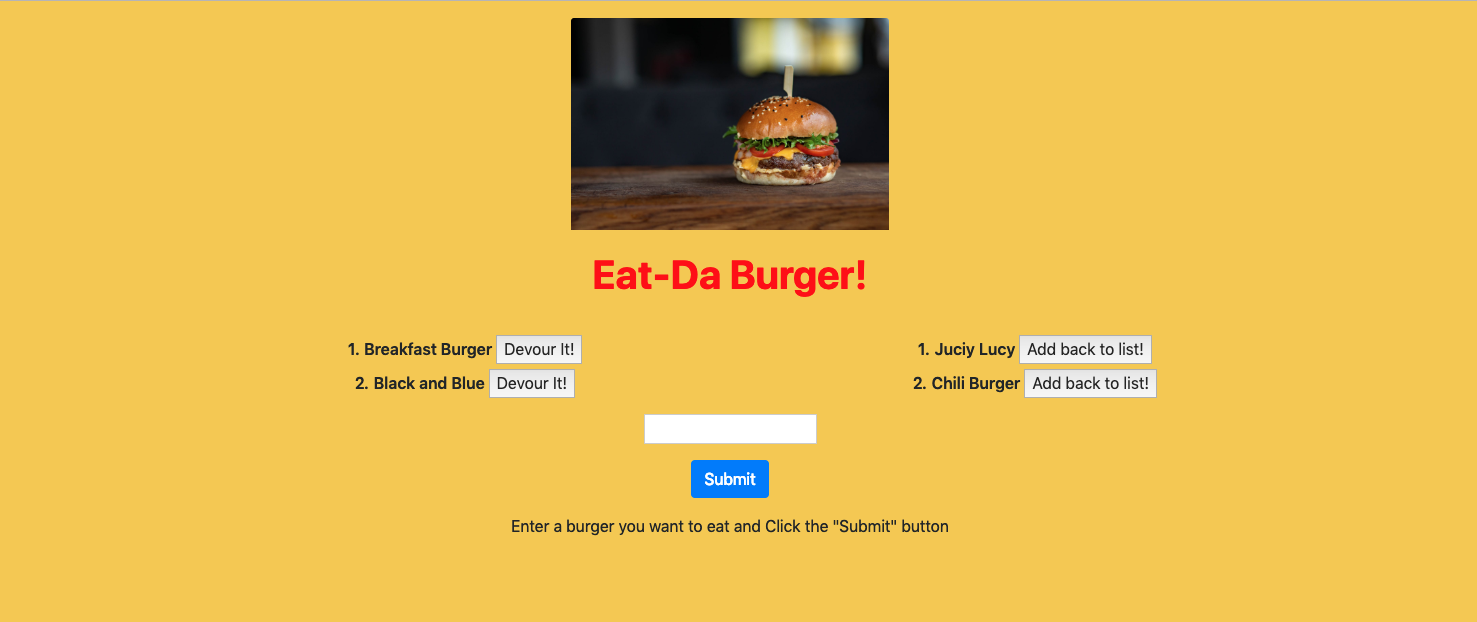 Eat-Da Burger!
1. Breakfast Burger Devour It!
2. Black and Blue Devour It!
1. Juciy Lucy Add back to list!
2. Chili Burger Add back to list!
Submit
Enter a burger you want to eat and Click the "Submit" button